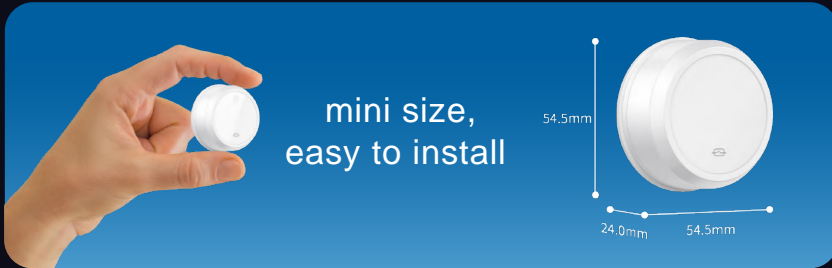 mini size,
easy to install
54.5mm
24.0mm
54.5mm